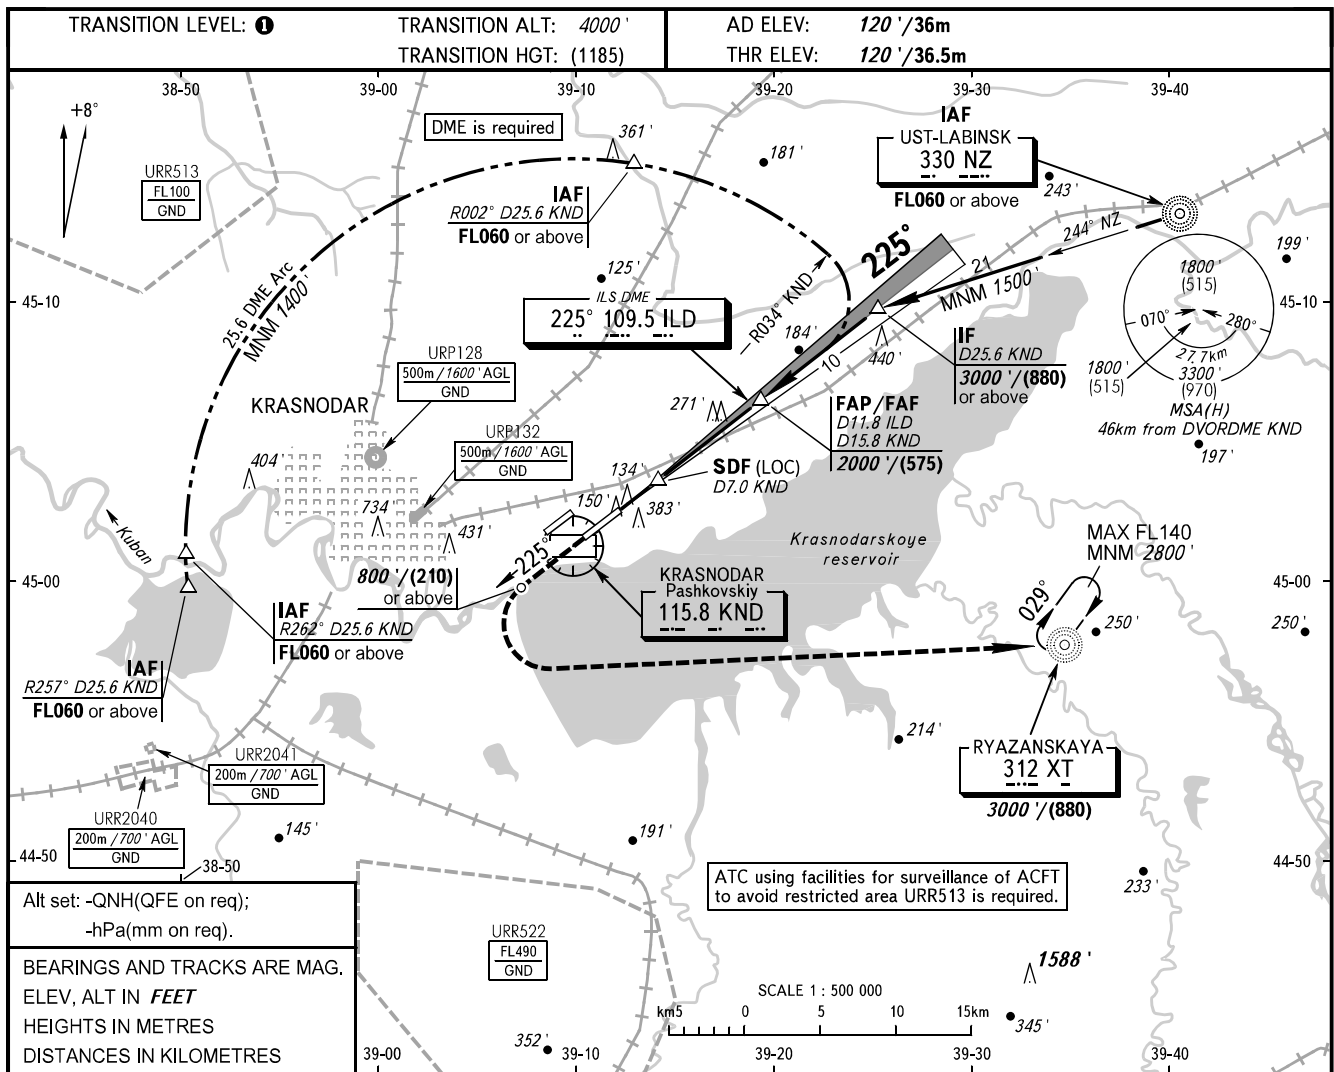 TRANSITION LEVEL: 1
TRANSITION ALT: 4000'
TRANSITION HGT: (1185)
AD ELEV: 120'/36m
THR ELEV: 120'/36.5m
38-50
39-00
39-10
39-20
39-30
39-40
+8°
DME is required
361'
181'
IAF
UST-LABINSK
330 NZ
FL060 or above
243'
URR513
FL100
GND
IAF
R002° D25.6 KND
FL060 or above
244° NZ
199'
225°
21
MNM 1500'
1800'
(515)
070°
280°
27.7km
3300'
(970)
1800'
(515)
MSA(H)
46km from DVORDME KND
197'
45-10
45-10
25.6 DME Arc
MNM 1400'
125'
ILS DME
225° 109.5 ILD
R034° KND
184'
10
440'
IF
D25.6 KND
3000'/(880)
or above
URP128
500m/1600' AGL
GND
KRASNODAR
271'
FAP/FAF
D11.8 ILD
D15.8 KND
2000'/(575)
URP132
500m/1600' AGL
GND
404'
134'
SDF (LOC)
D7.0 KND
150'
383'
734'
431'
Kuban
225°
Krasnodarskoye
reservoir
MAX FL140
MNM 2800'
45-00
45-00
800'/(210)
or above
KRASNODAR
Pashkovskiy
115.8 KND
029°
250'
250'
IAF
R262° D25.6 KND
FL060 or above
IAF
R257° D25.6 KND
FL060 or above
214'
RYAZANSKAYA
312 XT
3000'/(880)
URR2041
200m/700' AGL
GND
URR2040
200m/700' AGL
GND
145'
191'
44-50
38-50
44-50
ATC using facilities for surveillance of ACFT
to avoid restricted area URR513 is required.
233'
Alt set: -QNH(QFE on req);
-hPa(mm on req).
URR522
FL490
GND
1588'
BEARINGS AND TRACKS ARE MAG.
ELEV, ALT IN FEET
HEIGHTS IN METRES
DISTANCES IN KILOMETRES
SCALE 1 : 500 000
km5 0 5 10 15km
345'
352'
39-00
39-10
39-20
39-30
39-40